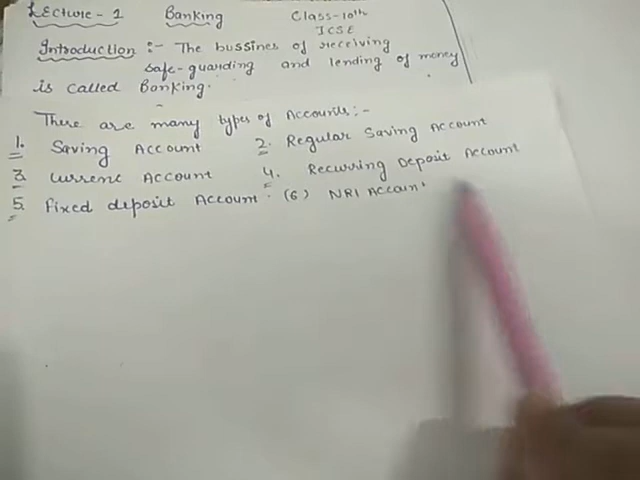 Lecture - 1 Banking Class-10th
ICSE
Introduction :- The bussines of receiving
safe-guarding and lending of money
is called Banking.
There are many types of Accounts:-
1. Saving Account 2. Regular Saving Account
3. Current Account 4. Recurring Deposit Account
5. Fixed deposit Account. (6) NRI Account